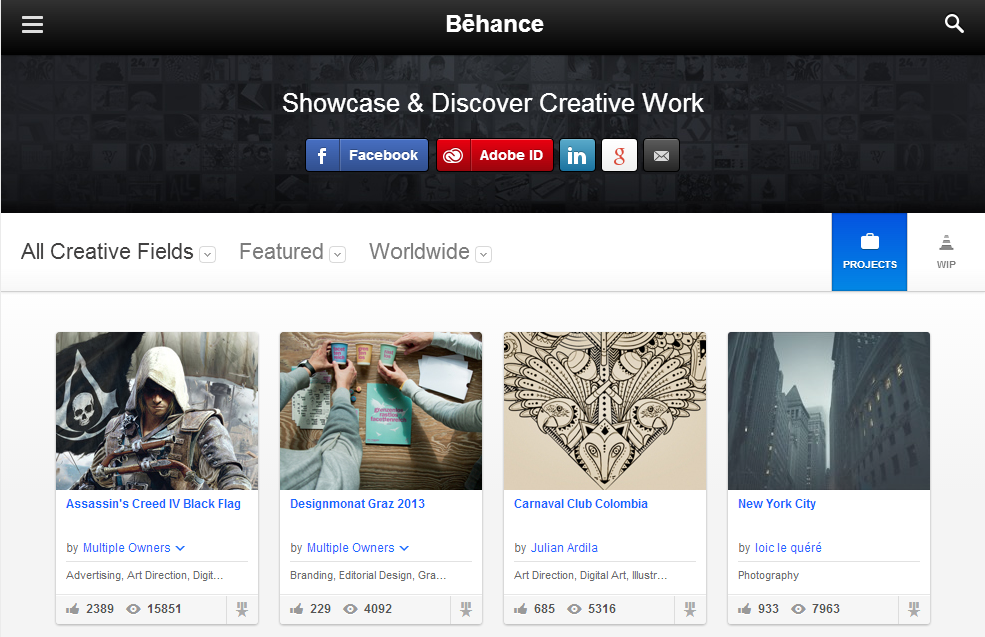 Bēhance
Showcase & Discover Creative Work
f Facebook
Adobe ID
in
g
All Creative Fields
Featured
Worldwide
PROJECTS
WIP
Assassin's Creed IV Black Flag
by Multiple Owners
Advertising, Art Direction, Digit...
2389 15851
Designmonat Graz 2013
by Multiple Owners
Branding, Editorial Design, Gra...
229 4092
Carnaval Club Colombia
by Julian Ardila
Art Direction, Digital Art, Illustr...
685 5316
New York City
by loic le quéré
Photography
933 7963